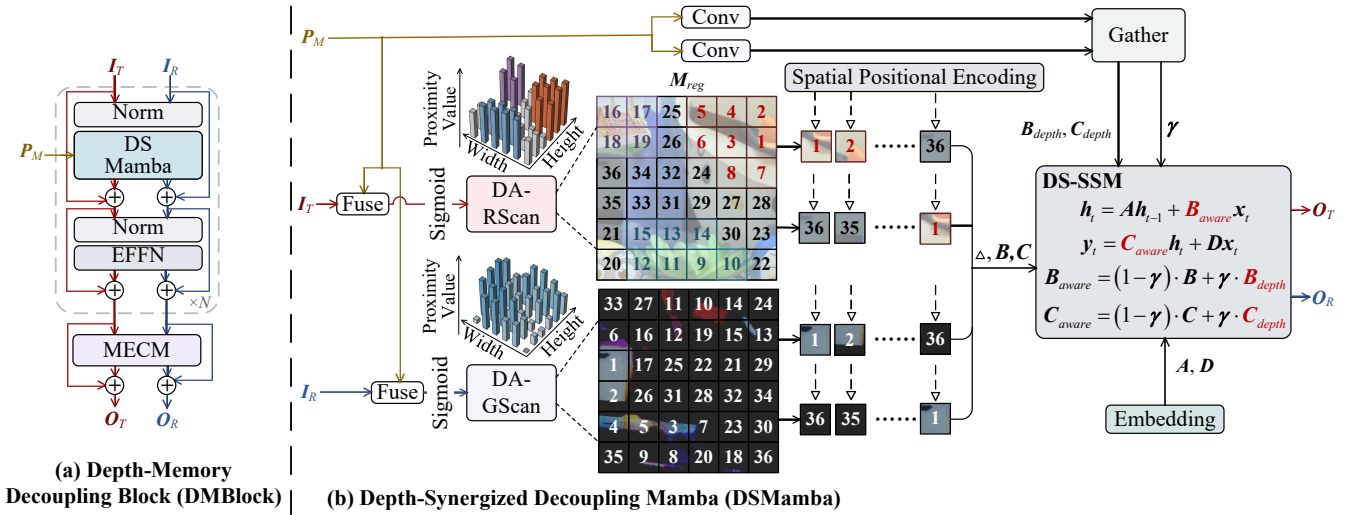 I_T I_R
Norm
P_M
DS
Mamba
Norm
EFFN
×N
MECM
O_T O_R
(a) Depth-Memory
Decoupling Block (DMBlock)
P_M
Conv
Conv
Gather
B_depth, C_depth
γ
Proximity
Value
Width
Height
I_T
Fuse
Sigmoid
DA-
RScan
M_reg
16 17 25 5 4 2
18 19 26 6 3 1
36 34 32 24 8 7
35 33 31 29 27 28
21 15 13 14 30 23
20 12 11 9 10 22
Proximity
Value
Width
Height
I_R
Fuse
Sigmoid
DA-
GScan
33 27 11 10 14 24
6 16 12 19 15 13
1 17 25 22 21 29
2 26 31 28 32 34
4 5 3 7 23 30
35 9 8 20 18 36
Spatial Positional Encoding
1 2 ...... 36
36 35 ...... 1
1 2 ...... 36
36 35 ...... 1
△, B, C
DS-SSM
h_t = Ah_{t-1} + B_aware x_t
y_t = C_aware h_t + Dx_t
B_aware = (1−γ)·B + γ·B_depth
C_aware = (1−γ)·C + γ·C_depth
O_T
O_R
A, D
Embedding
(b) Depth-Synergized Decoupling Mamba (DSMamba)